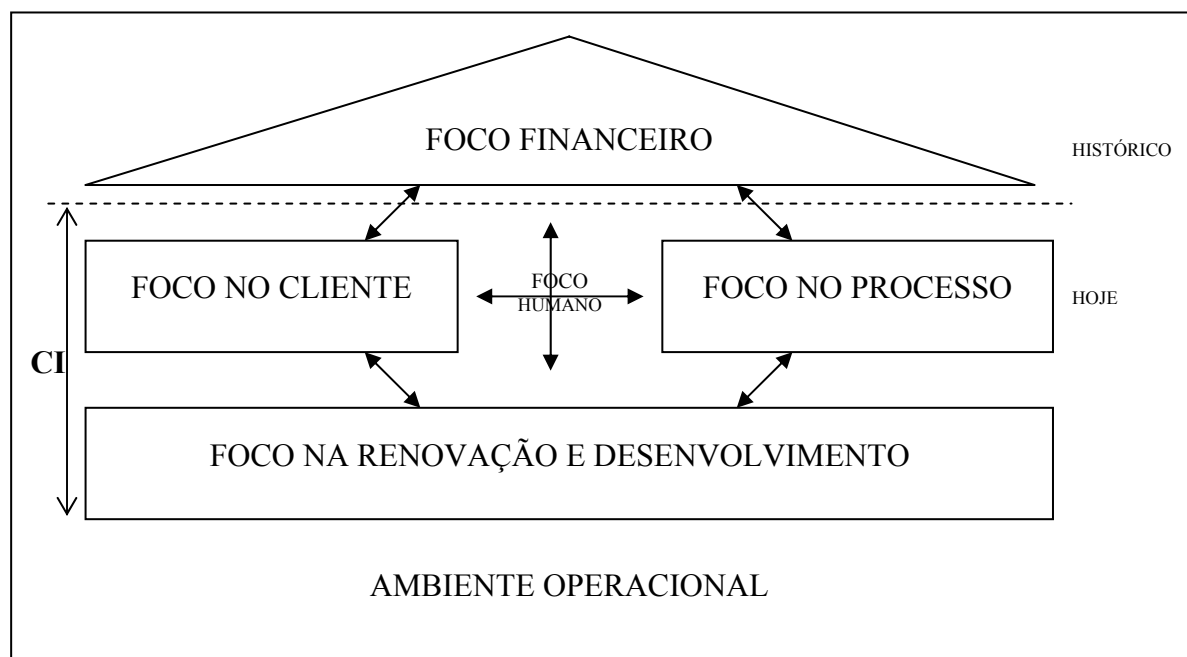 FOCO FINANCEIRO
HISTÓRICO
FOCO NO CLIENTE
FOCO
HUMANO
FOCO NO PROCESSO
HOJE
CI
FOCO NA RENOVAÇÃO E DESENVOLVIMENTO
AMBIENTE OPERACIONAL